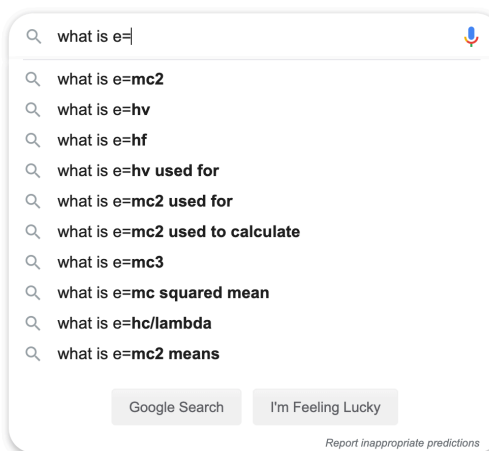 what is e=
what is e=mc2
what is e=hv
what is e=hf
what is e=hv used for
what is e=mc2 used for
what is e=mc2 used to calculate
what is e=mc3
what is e=mc squared mean
what is e=hc/lambda
what is e=mc2 means
Google Search I'm Feeling Lucky
Report inappropriate predictions